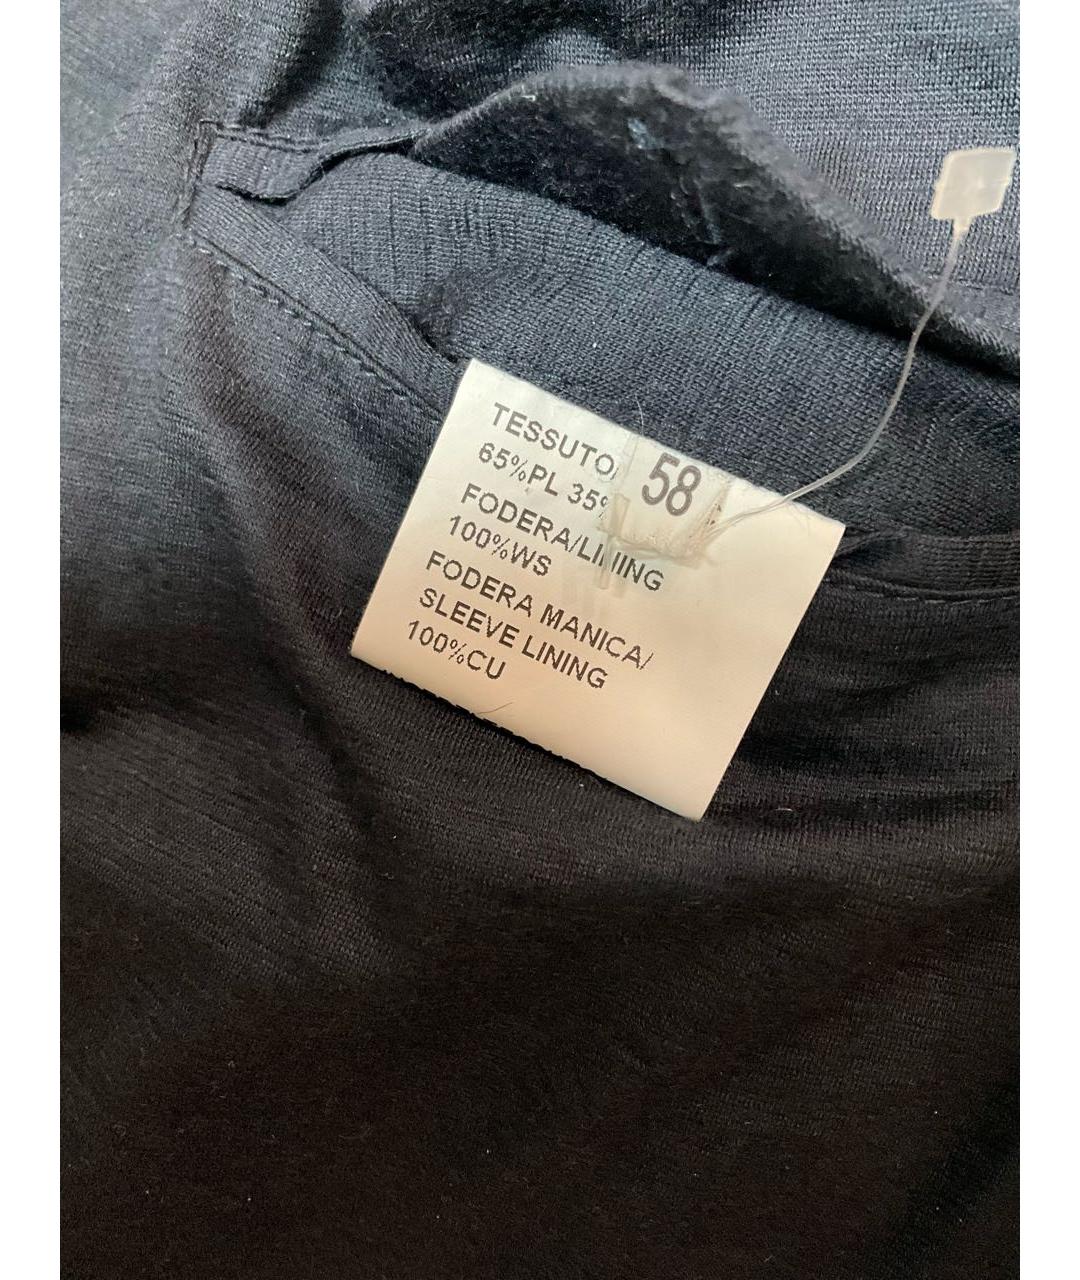 TESSUTO/
65%PL 35%
58
FODERA/LINING
100%WS
FODERA MANICA/
SLEEVE LINING
100%CU